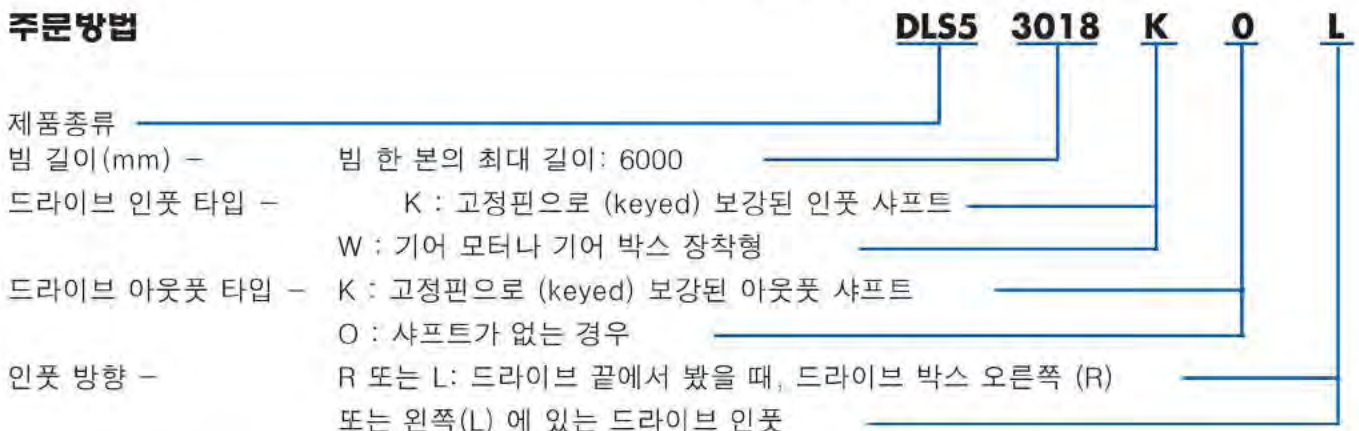 주문방법 DLS5 3018 K O L
제품종류
빔 길이(mm) – 빔 한 본의 최대 길이: 6000
드라이브 인풋 타입 – K : 고정핀으로 (keyed) 보강된 인풋 샤프트
W : 기어 모터나 기어 박스 장착형
드라이브 아웃풋 타입 – K : 고정핀으로 (keyed) 보강된 아웃풋 샤프트
O : 샤프트가 없는 경우
인풋 방향 – R 또는 L: 드라이브 끝에서 봤을 때, 드라이브 박스 오른쪽 (R)
또는 왼쪽(L) 에 있는 드라이브 인풋